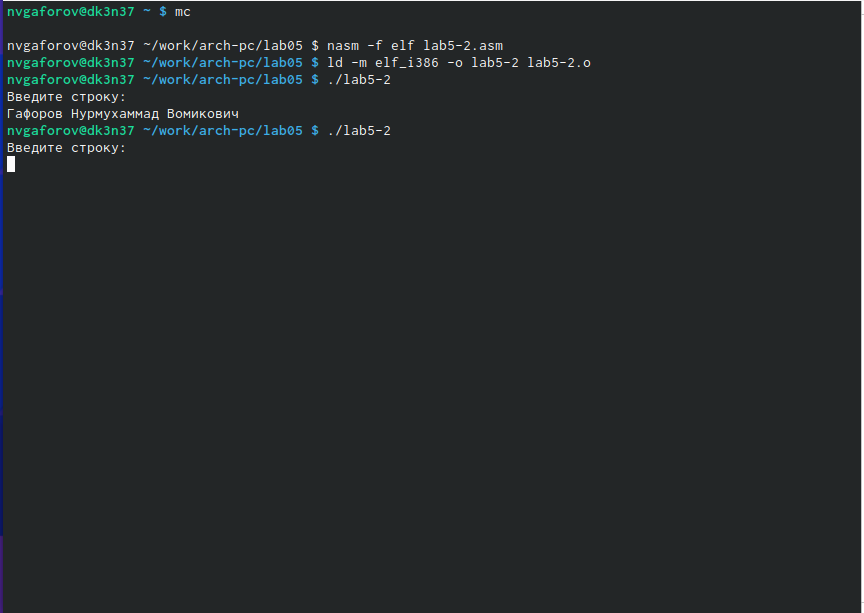 nvgaforov@dk3n37 ~ $ mc
nvgaforov@dk3n37 ~/work/arch-pc/lab05 $ nasm -f elf lab5-2.asm
nvgaforov@dk3n37 ~/work/arch-pc/lab05 $ ld -m elf_i386 -o lab5-2 lab5-2.o
nvgaforov@dk3n37 ~/work/arch-pc/lab05 $ ./lab5-2
Введите строку:
Гафоров Нурмухаммад Вомикович
nvgaforov@dk3n37 ~/work/arch-pc/lab05 $ ./lab5-2
Введите строку: